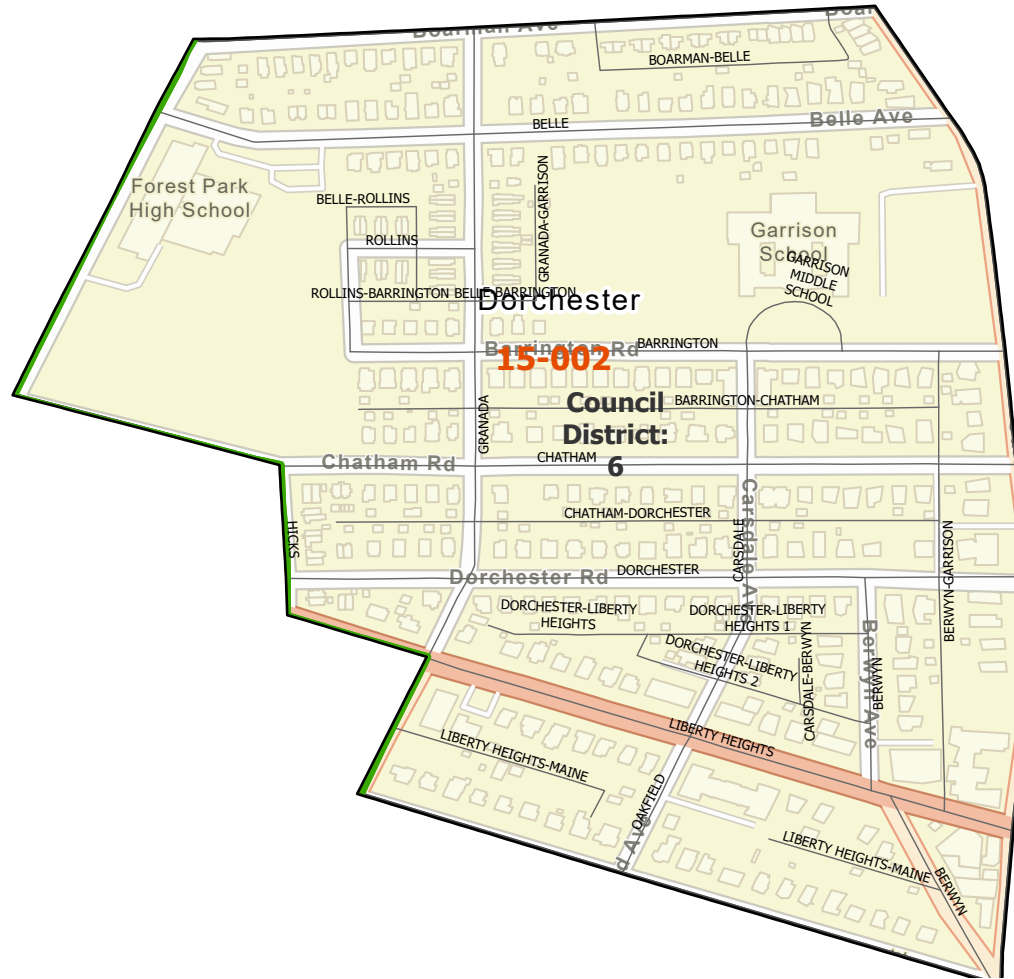 Boarman Ave
BOARMAN-BELLE
BELLE
Belle Ave
Forest Park
High School
BELLE-ROLLINS
GRANADA-GARRISON
ROLLINS
Garrison
School
GARRISON
MIDDLE
SCHOOL
ROLLINS-BARRINGTON
BELLE-BARRINGTON
Dorchester
Barrington Rd
BARRINGTON
15-002
Council
District:
6
BARRINGTON-CHATHAM
GRANADA
CHATHAM
Chatham Rd
CHATHAM-DORCHESTER
HICKS
CARSDALE
Carsdale Ave
BERWYN-GARRISON
Dorchester Rd
DORCHESTER
DORCHESTER-LIBERTY
HEIGHTS
DORCHESTER-LIBERTY
HEIGHTS 1
DORCHESTER-LIBERTY
HEIGHTS 2
CARSDALE-BERWYN
BERWYN
Berwyn Ave
LIBERTY HEIGHTS
LIBERTY HEIGHTS-MAINE
OAKFIELD
LIBERTY HEIGHTS-MAINE
BERWYN